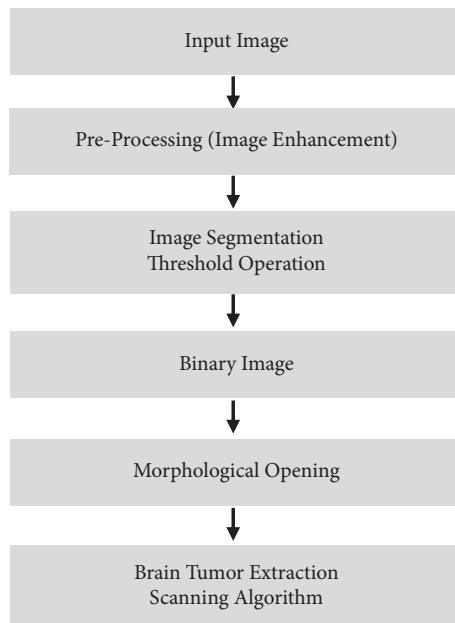 Input Image
Pre-Processing (Image Enhancement)
Image Segmentation
Threshold Operation
Binary Image
Morphological Opening
Brain Tumor Extraction
Scanning Algorithm